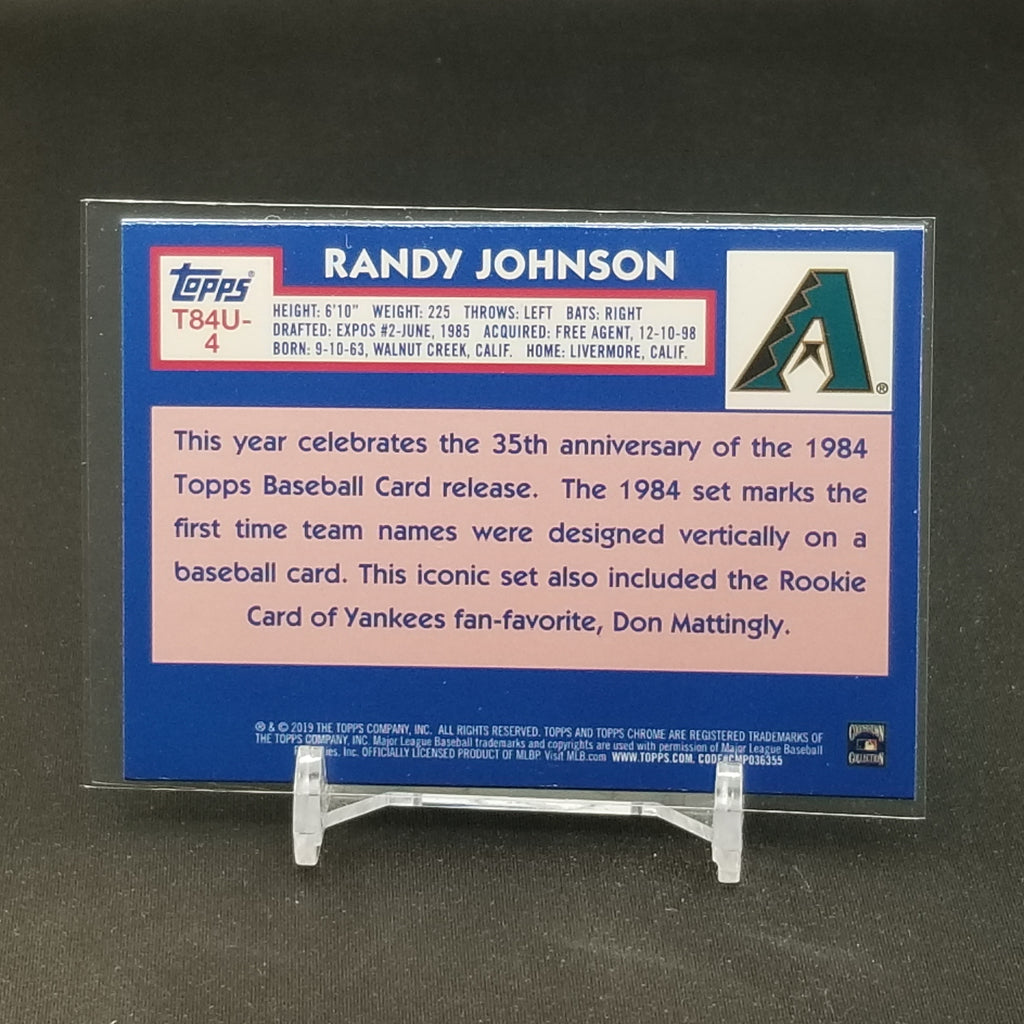 RANDY JOHNSON
Topps®
T84U-
4
HEIGHT: 6'10" WEIGHT: 225 THROWS: LEFT BATS: RIGHT
DRAFTED: EXPOS #2-JUNE, 1985 ACQUIRED: FREE AGENT, 12-10-98
BORN: 9-10-63, WALNUT CREEK, CALIF. HOME: LIVERMORE, CALIF.
A®
This year celebrates the 35th anniversary of the 1984
Topps Baseball Card release. The 1984 set marks the
first time team names were designed vertically on a
baseball card. This iconic set also included the Rookie
Card of Yankees fan-favorite, Don Mattingly.
® & © 2019 THE TOPPS COMPANY, INC. ALL RIGHTS RESERVED. TOPPS AND TOPPS CHROME ARE REGISTERED TRADEMARKS OF
THE TOPPS COMPANY, INC. Major League Baseball trademarks and copyrights are used with permission of Major League Baseball
Inc. OFFICIALLY LICENSED PRODUCT OF MLBP. Visit MLB.com WWW.TOPPS.COM. CODE#CMP036355
COOPERSTOWN
COLLECTION